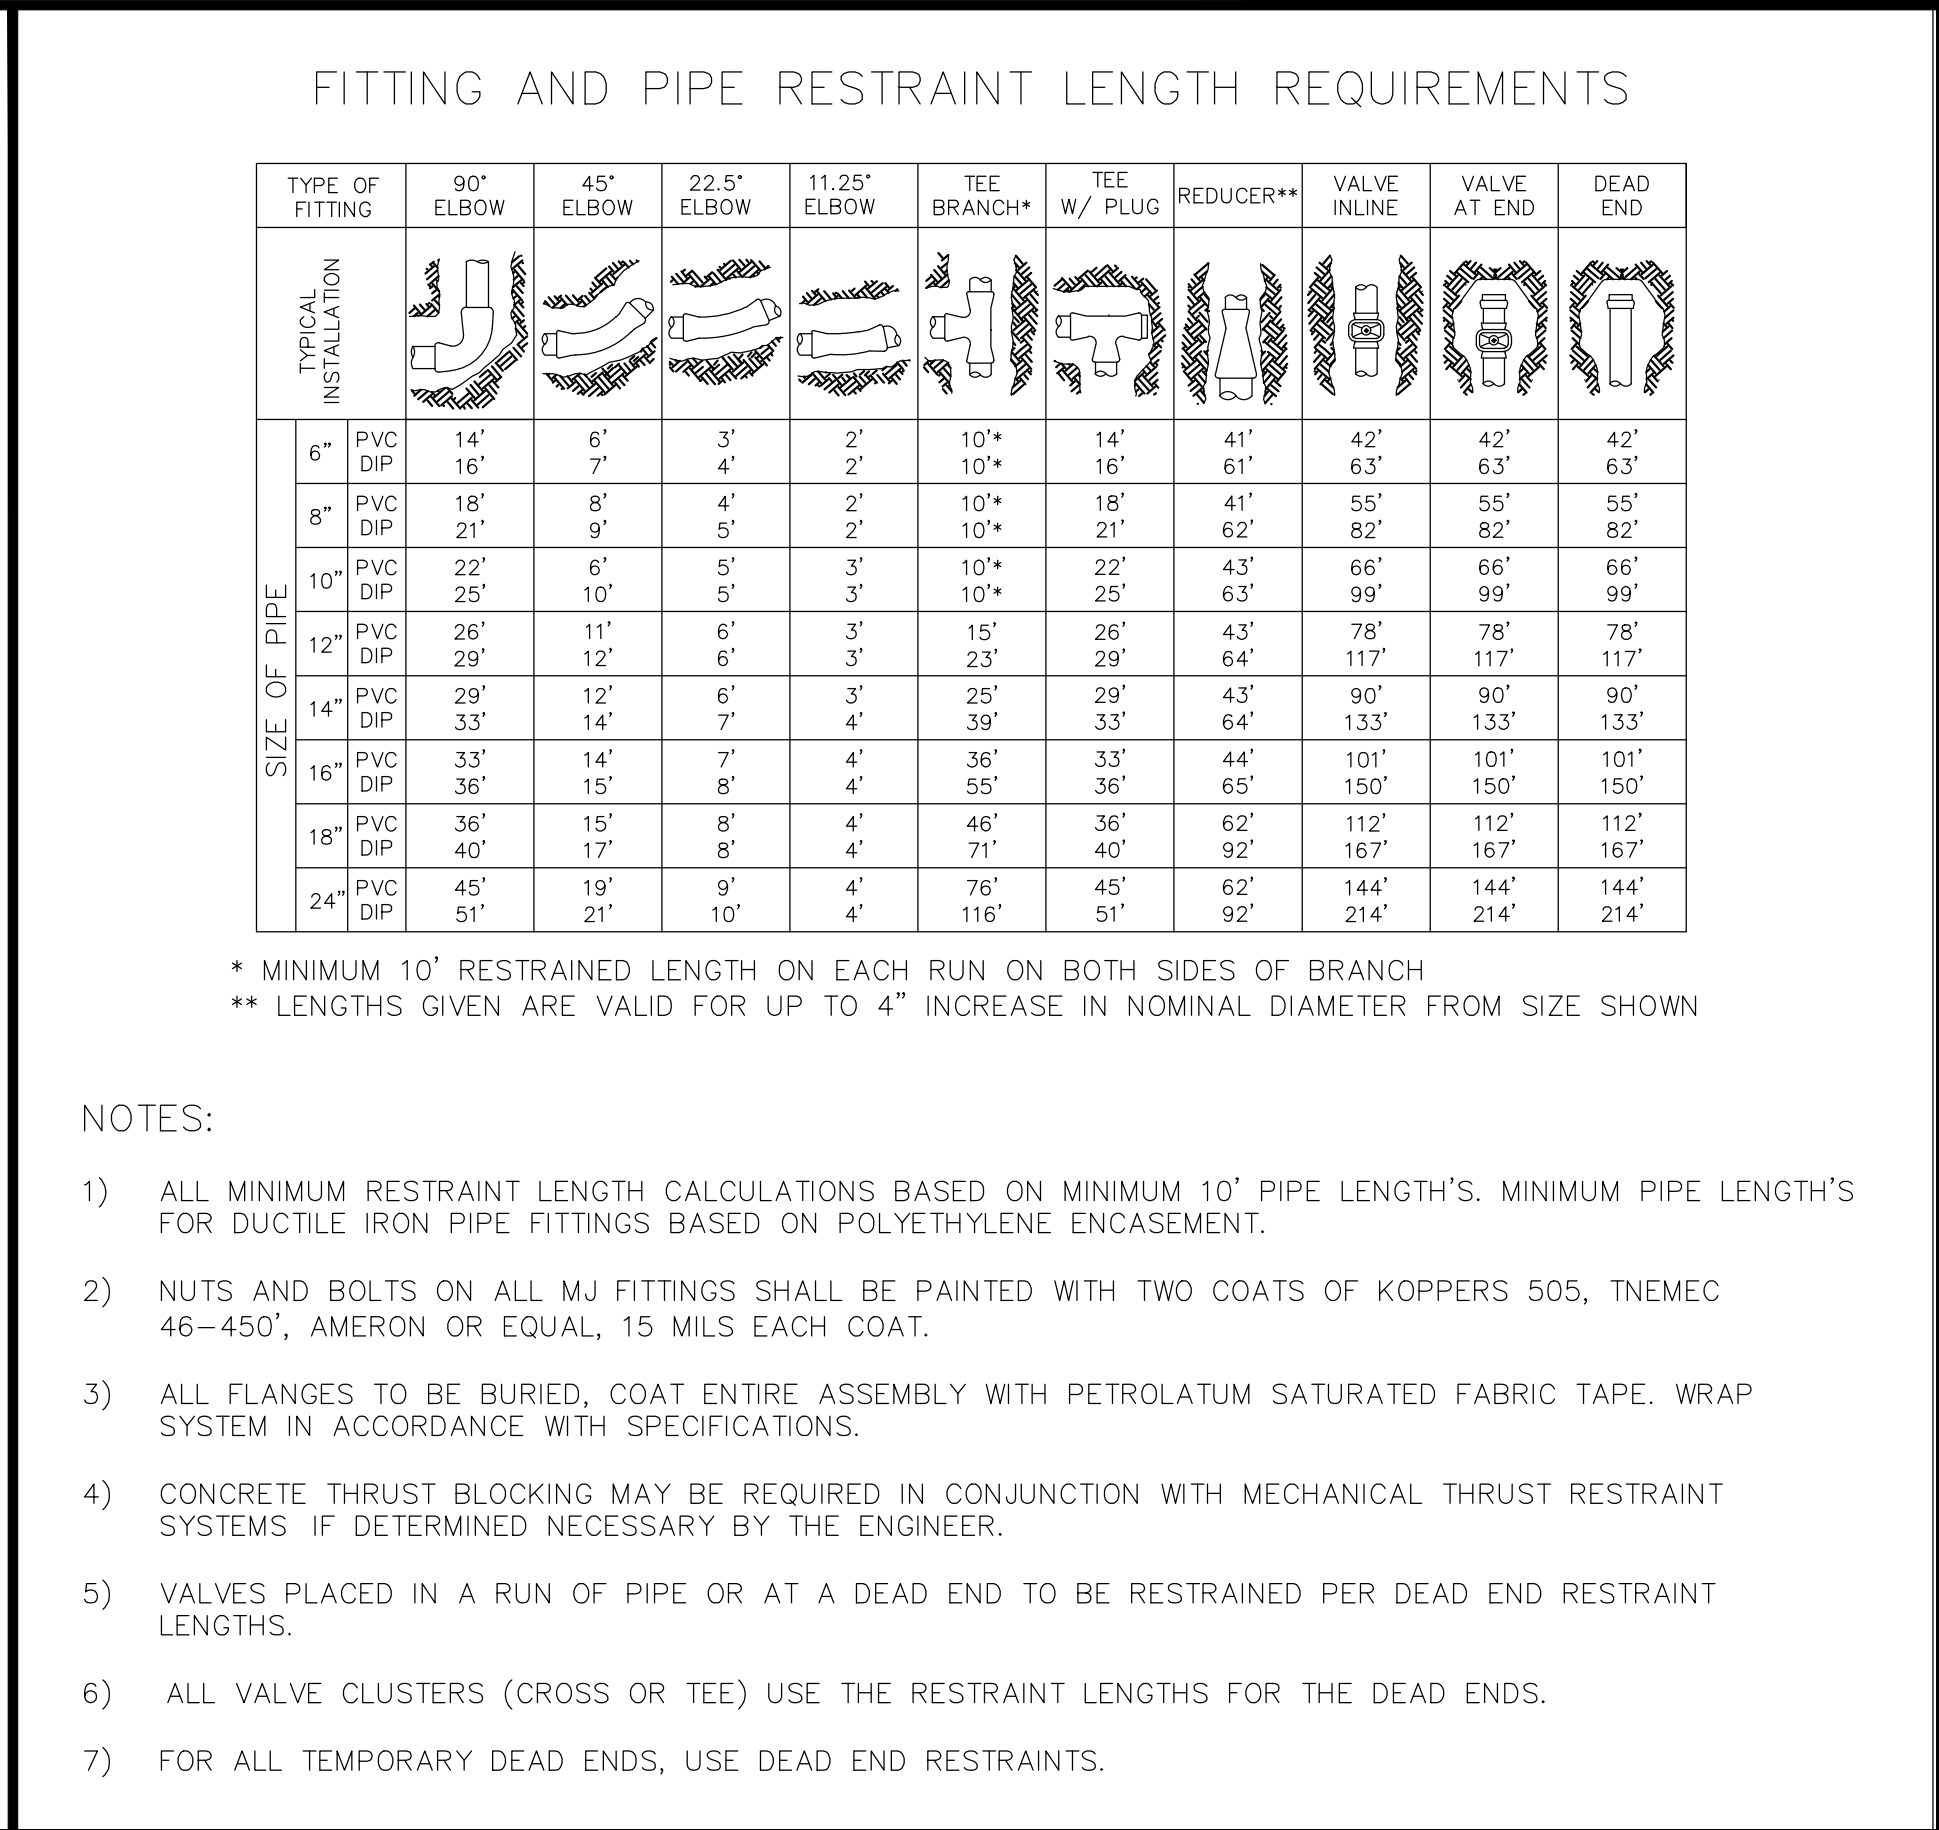 FITTING AND PIPE RESTRAINT LENGTH REQUIREMENTS
TYPE OF FITTING 90° ELBOW 45° ELBOW 22.5° ELBOW 11.25° ELBOW TEE BRANCH* TEE W/ PLUG REDUCER** VALVE INLINE VALVE AT END DEAD END
TYPICAL INSTALLATION
SIZE OF PIPE
6" PVC 14' 6' 3' 2' 10'* 14' 41' 42' 42' 42'
DIP 16' 7' 4' 2' 10'* 16' 61' 63' 63' 63'
8" PVC 18' 8' 4' 2' 10'* 18' 41' 55' 55' 55'
DIP 21' 9' 5' 2' 10'* 21' 62' 82' 82' 82'
10" PVC 22' 6' 5' 3' 10'* 22' 43' 66' 66' 66'
DIP 25' 10' 5' 3' 10'* 25' 63' 99' 99' 99'
12" PVC 26' 11' 6' 3' 15' 26' 43' 78' 78' 78'
DIP 29' 12' 6' 3' 23' 29' 64' 117' 117' 117'
14" PVC 29' 12' 6' 3' 25' 29' 43' 90' 90' 90'
DIP 33' 14' 7' 4' 39' 33' 64' 133' 133' 133'
16" PVC 33' 14' 7' 4' 36' 33' 44' 101' 101' 101'
DIP 36' 15' 8' 4' 55' 36' 65' 150' 150' 150'
18" PVC 36' 15' 8' 4' 46' 36' 62' 112' 112' 112'
DIP 40' 17' 8' 4' 71' 40' 92' 167' 167' 167'
24" PVC 45' 19' 9' 4' 76' 45' 62' 144' 144' 144'
DIP 51' 21' 10' 4' 116' 51' 92' 214' 214' 214'
* MINIMUM 10' RESTRAINED LENGTH ON EACH RUN ON BOTH SIDES OF BRANCH
** LENGTHS GIVEN ARE VALID FOR UP TO 4" INCREASE IN NOMINAL DIAMETER FROM SIZE SHOWN
NOTES:
1) ALL MINIMUM RESTRAINT LENGTH CALCULATIONS BASED ON MINIMUM 10' PIPE LENGTH'S. MINIMUM PIPE LENGTH'S
FOR DUCTILE IRON PIPE FITTINGS BASED ON POLYETHYLENE ENCASEMENT.
2) NUTS AND BOLTS ON ALL MJ FITTINGS SHALL BE PAINTED WITH TWO COATS OF KOPPERS 505, TNEMEC
46-450', AMERON OR EQUAL, 15 MILS EACH COAT.
3) ALL FLANGES TO BE BURIED, COAT ENTIRE ASSEMBLY WITH PETROLATUM SATURATED FABRIC TAPE. WRAP
SYSTEM IN ACCORDANCE WITH SPECIFICATIONS.
4) CONCRETE THRUST BLOCKING MAY BE REQUIRED IN CONJUNCTION WITH MECHANICAL THRUST RESTRAINT
SYSTEMS IF DETERMINED NECESSARY BY THE ENGINEER.
5) VALVES PLACED IN A RUN OF PIPE OR AT A DEAD END TO BE RESTRAINED PER DEAD END RESTRAINT
LENGTHS.
6) ALL VALVE CLUSTERS (CROSS OR TEE) USE THE RESTRAINT LENGTHS FOR THE DEAD ENDS.
7) FOR ALL TEMPORARY DEAD ENDS, USE DEAD END RESTRAINTS.